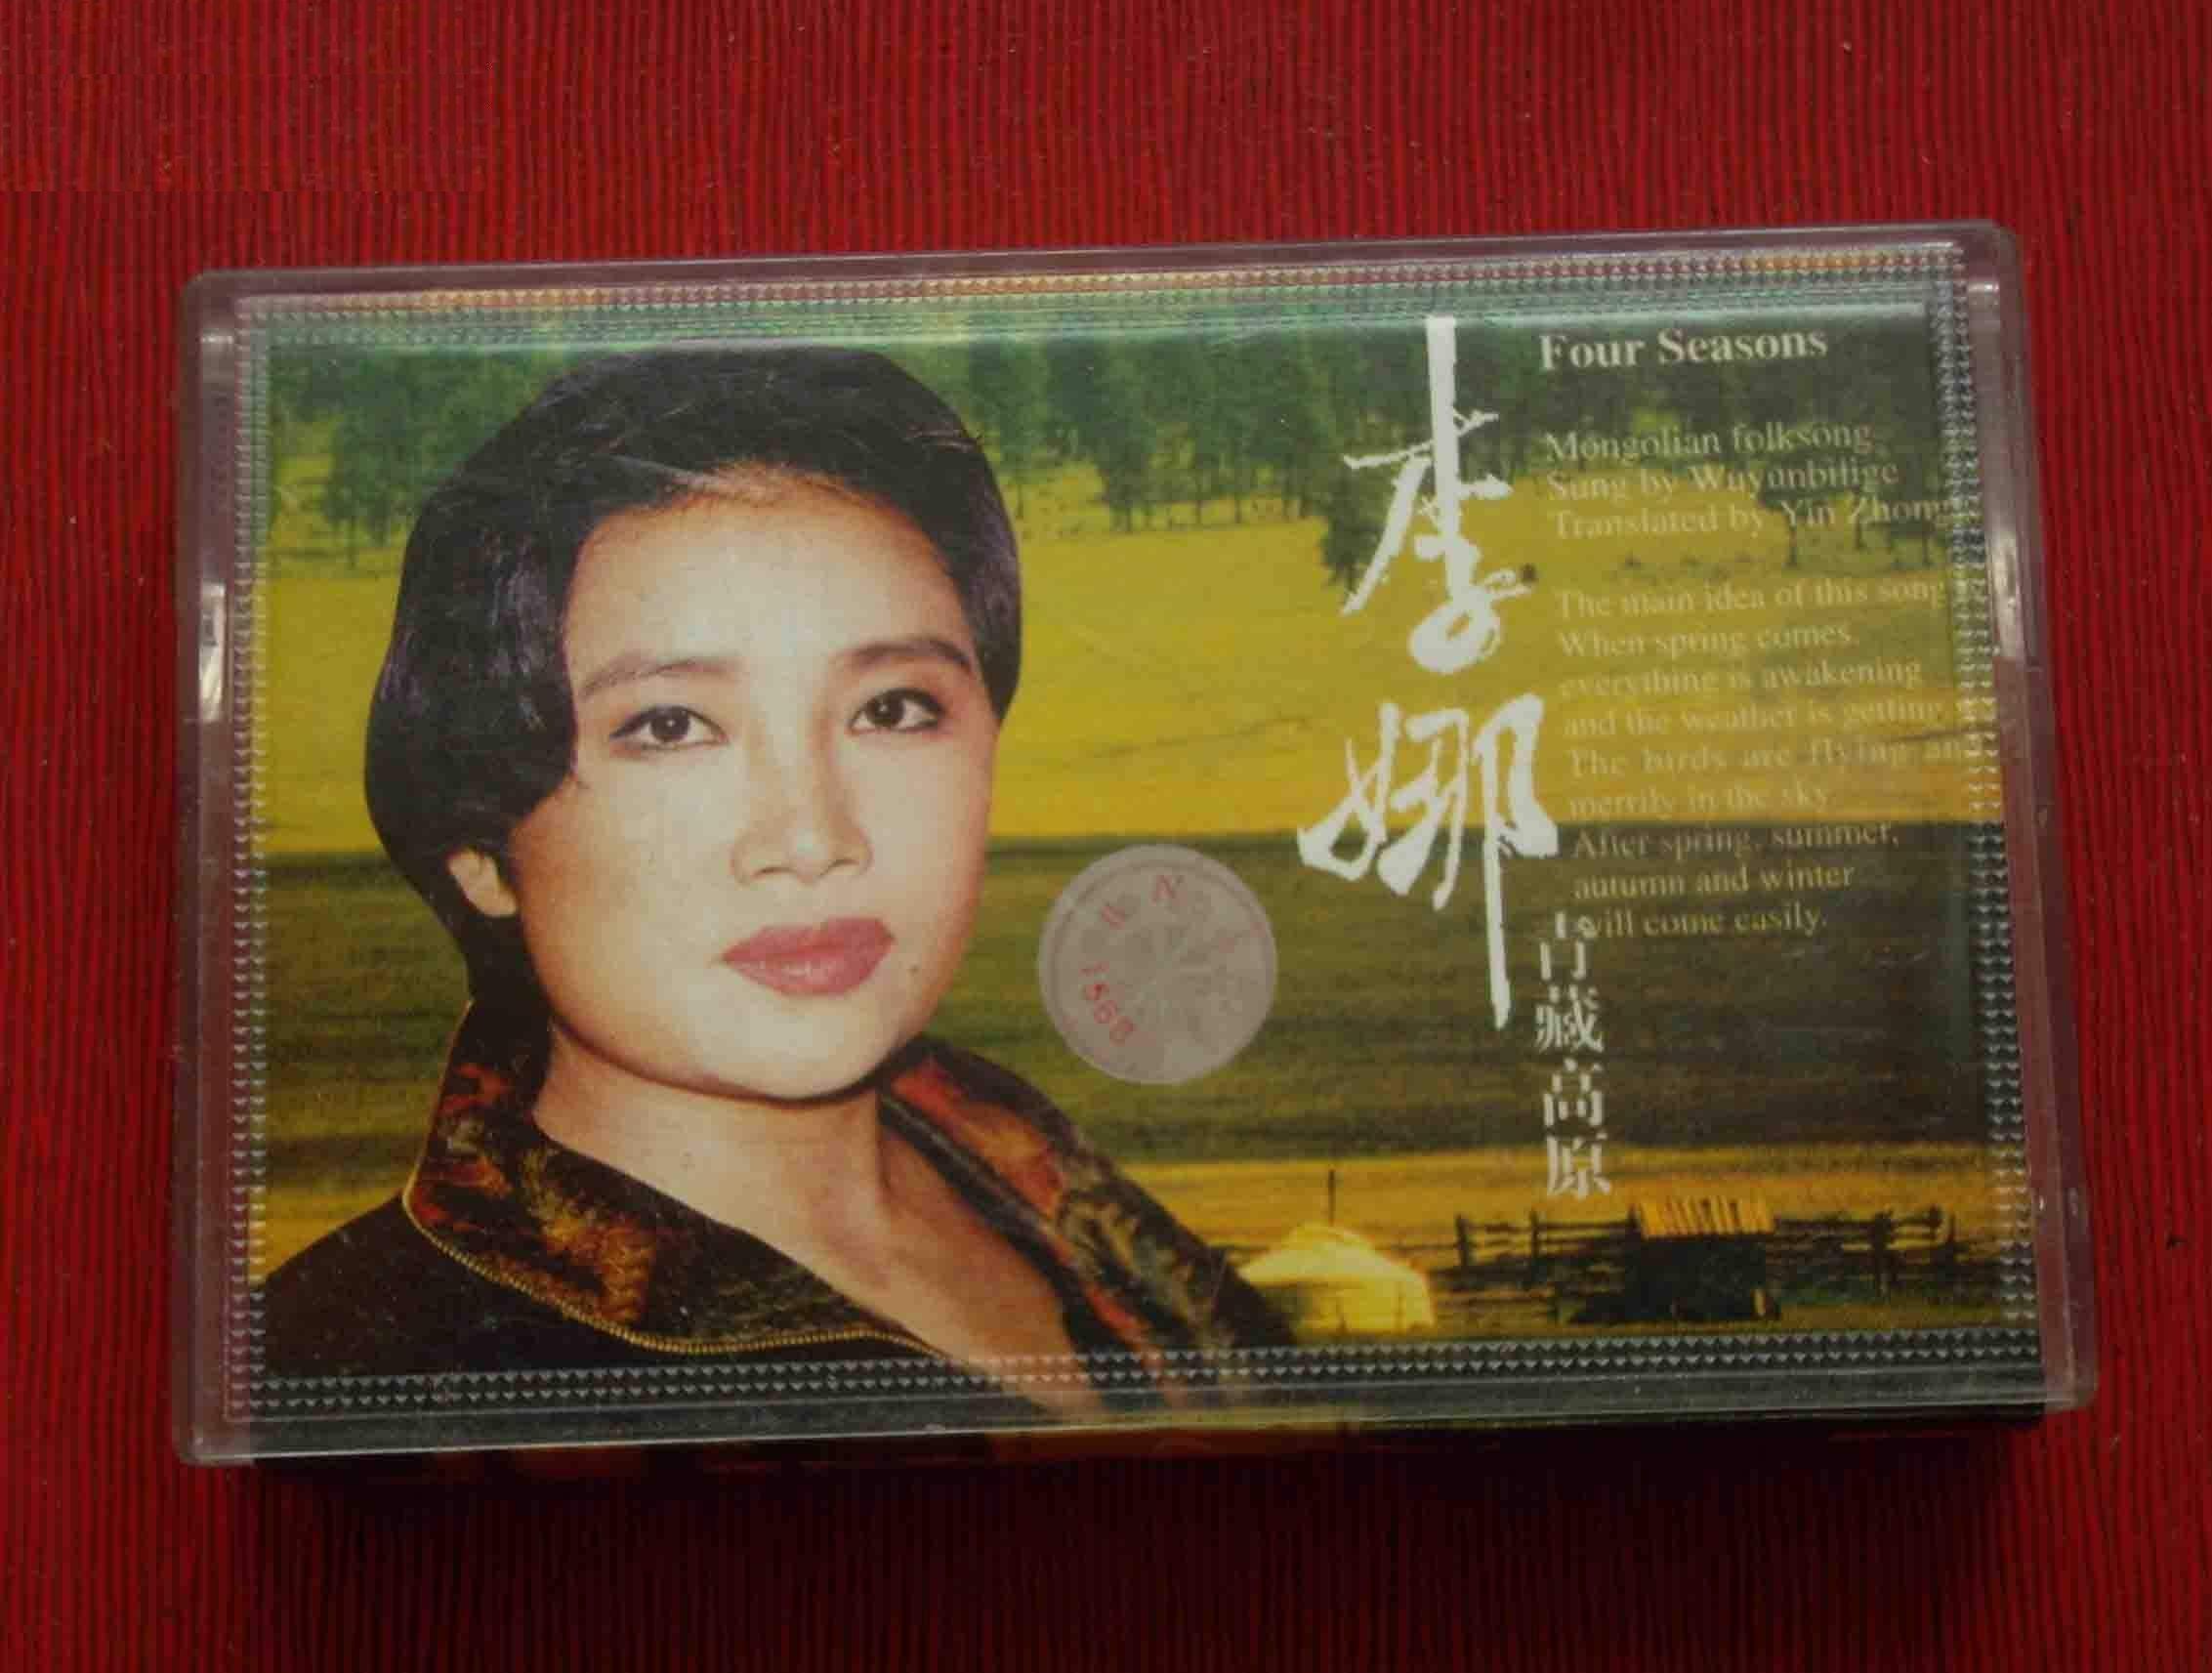 李娜
青藏高原
Four Seasons
Mongolian folksong
Sung by Wuyunbilige
Translated by Yin Zhong
The main idea of this song
When spring comes,
everything is awakening
and the weather is getting
The birds are flying an
merrily in the sky
After spring, summer,
autumn and winter
will come easily.